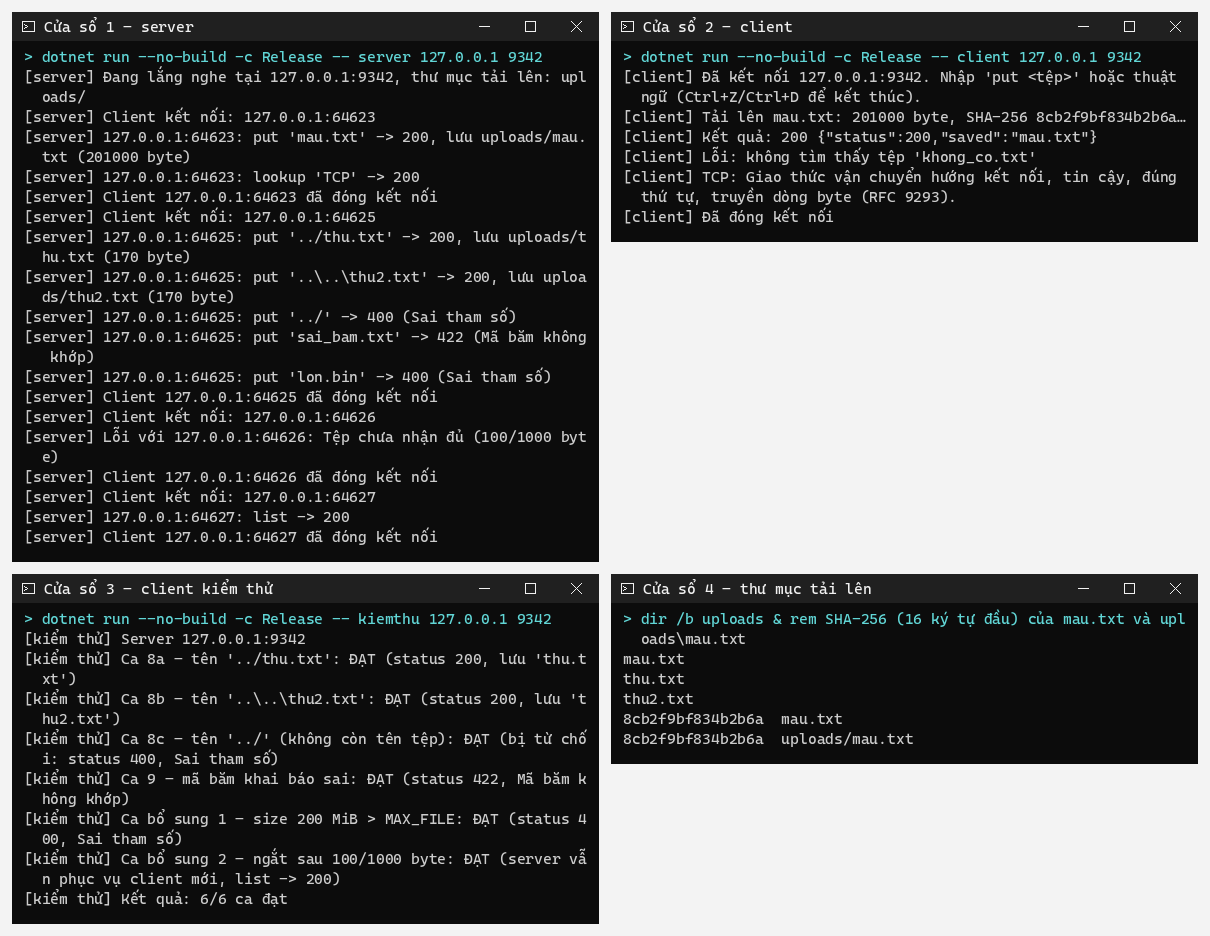 Cửa sổ 1 — server
> dotnet run --no-build -c Release -- server 127.0.0.1 9342
[server] Đang lắng nghe tại 127.0.0.1:9342, thư mục tải lên: upl
oads/
[server] Client kết nối: 127.0.0.1:64623
[server] 127.0.0.1:64623: put 'mau.txt' -> 200, lưu uploads/mau.
txt (201000 byte)
[server] 127.0.0.1:64623: lookup 'TCP' -> 200
[server] Client 127.0.0.1:64623 đã đóng kết nối
[server] Client kết nối: 127.0.0.1:64625
[server] 127.0.0.1:64625: put '../thu.txt' -> 200, lưu uploads/t
hu.txt (170 byte)
[server] 127.0.0.1:64625: put '..\..\thu2.txt' -> 200, lưu uploa
ds/thu2.txt (170 byte)
[server] 127.0.0.1:64625: put '../' -> 400 (Sai tham số)
[server] 127.0.0.1:64625: put 'sai_bam.txt' -> 422 (Mã băm không
khớp)
[server] 127.0.0.1:64625: put 'lon.bin' -> 400 (Sai tham số)
[server] Client 127.0.0.1:64625 đã đóng kết nối
[server] Client kết nối: 127.0.0.1:64626
[server] Lỗi với 127.0.0.1:64626: Tệp chưa nhận đủ (100/1000 byt
e)
[server] Client 127.0.0.1:64626 đã đóng kết nối
[server] Client kết nối: 127.0.0.1:64627
[server] 127.0.0.1:64627: list -> 200
[server] Client 127.0.0.1:64627 đã đóng kết nối
Cửa sổ 2 — client
> dotnet run --no-build -c Release -- client 127.0.0.1 9342
[client] Đã kết nối 127.0.0.1:9342. Nhập 'put <tệp>' hoặc thuật
ngữ (Ctrl+Z/Ctrl+D để kết thúc).
[client] Tải lên mau.txt: 201000 byte, SHA-256 8cb2f9bf834b2b6a…
[client] Kết quả: 200 {"status":200,"saved":"mau.txt"}
[client] Lỗi: không tìm thấy tệp 'khong_co.txt'
[client] TCP: Giao thức vận chuyển hướng kết nối, tin cậy, đúng
thứ tự, truyền dòng byte (RFC 9293).
[client] Đã đóng kết nối
Cửa sổ 3 — client kiểm thử
> dotnet run --no-build -c Release -- kiemthu 127.0.0.1 9342
[kiểm thử] Server 127.0.0.1:9342
[kiểm thử] Ca 8a — tên '../thu.txt': ĐẠT (status 200, lưu 'thu.t
xt')
[kiểm thử] Ca 8b — tên '..\..\thu2.txt': ĐẠT (status 200, lưu 't
hu2.txt')
[kiểm thử] Ca 8c — tên '../' (không còn tên tệp): ĐẠT (bị từ chố
i: status 400, Sai tham số)
[kiểm thử] Ca 9 — mã băm khai báo sai: ĐẠT (status 422, Mã băm k
hông khớp)
[kiểm thử] Ca bổ sung 1 — size 200 MiB > MAX_FILE: ĐẠT (status 4
00, Sai tham số)
[kiểm thử] Ca bổ sung 2 — ngắt sau 100/1000 byte: ĐẠT (server vẫ
n phục vụ client mới, list -> 200)
[kiểm thử] Kết quả: 6/6 ca đạt
Cửa sổ 4 — thư mục tải lên
> dir /b uploads & rem SHA-256 (16 ký tự đầu) của mau.txt và upl
oads\mau.txt
mau.txt
thu.txt
thu2.txt
8cb2f9bf834b2b6a  mau.txt
8cb2f9bf834b2b6a  uploads/mau.txt